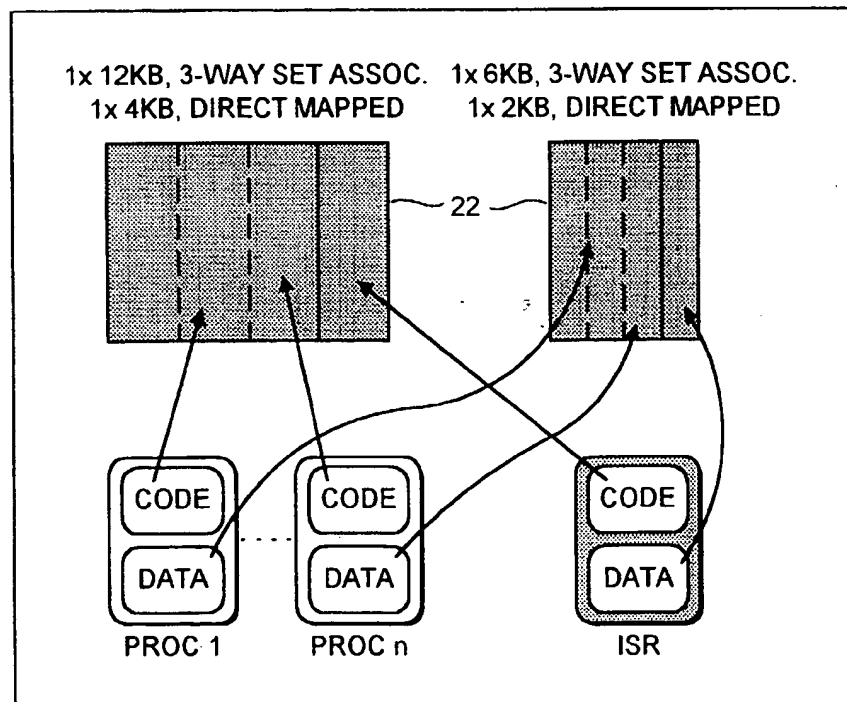 1x 12KB, 3-WAY SET ASSOC.
1x 4KB, DIRECT MAPPED
1x 6KB, 3-WAY SET ASSOC.
1x 2KB, DIRECT MAPPED
22
CODE
DATA
PROC 1
CODE
DATA
PROC n
CODE
DATA
ISR